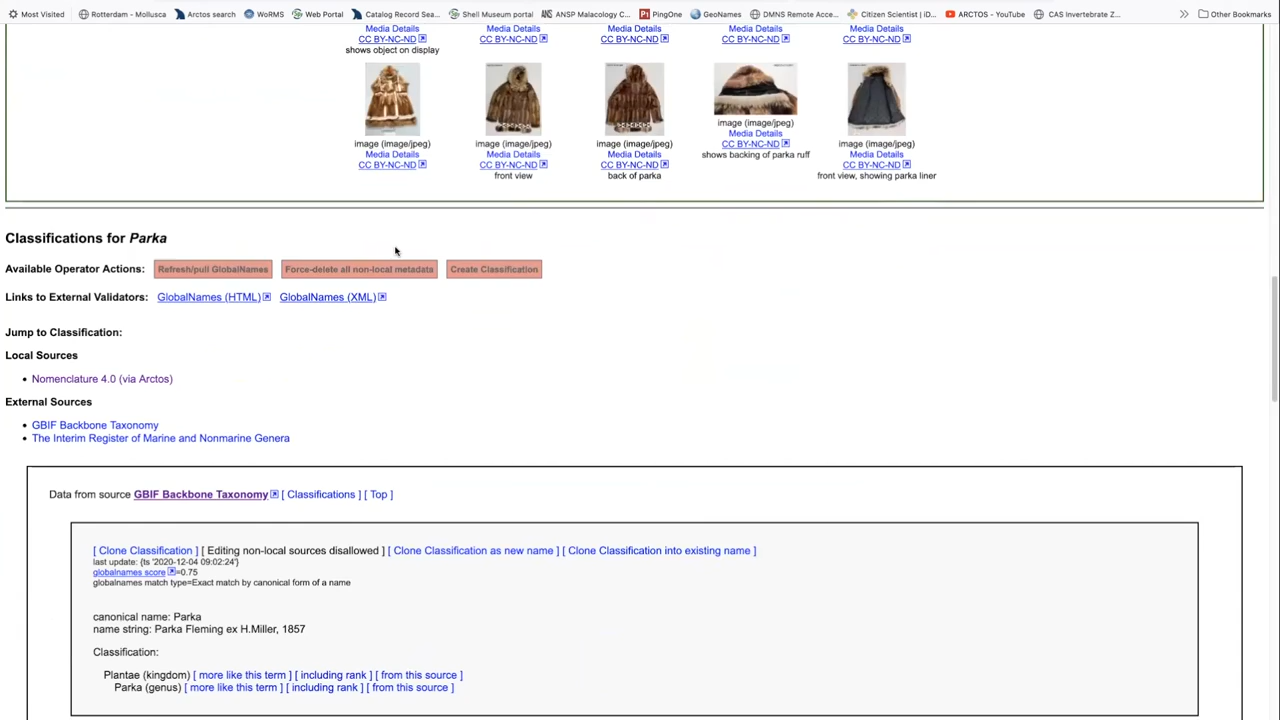 Most Visited Rotterdam - Mollusca Arctos search WoRMS Web Portal Catalog Record Sea... Shell Museum portal ANSP Malacology C... PingOne GeoNames DMNS Remote Acce... Citizen Scientist | iD... ARCTOS - YouTube CAS Invertebrate Z... Other Bookmarks
Media Details Media Details Media Details Media Details Media Details
CC BY-NC-ND CC BY-NC-ND CC BY-NC-ND CC BY-NC-ND CC BY-NC-ND
shows object on display
image (image/jpeg)
Media Details
CC BY-NC-ND
image (image/jpeg)
Media Details
CC BY-NC-ND
front view
image (image/jpeg)
Media Details
CC BY-NC-ND
back of parka
image (image/jpeg)
Media Details
CC BY-NC-ND
shows backing of parka ruff
image (image/jpeg)
Media Details
CC BY-NC-ND
front view, showing parka liner
Classifications for Parka
Available Operator Actions: Refresh/pull GlobalNames Force-delete all non-local metadata Create Classification
Links to External Validators: GlobalNames (HTML) GlobalNames (XML)
Jump to Classification:
Local Sources
• Nomenclature 4.0 (via Arctos)
External Sources
• GBIF Backbone Taxonomy
• The Interim Register of Marine and Nonmarine Genera
Data from source GBIF Backbone Taxonomy [ Classifications ] [ Top ]
[ Clone Classification ] [ Editing non-local sources disallowed ] [ Clone Classification as new name ] [ Clone Classification into existing name ]
last update: {ts '2020-12-04 09:02:24'}
globalnames score=0.75
globalnames match type=Exact match by canonical form of a name
canonical name: Parka
name string: Parka Fleming ex H.Miller, 1857
Classification:
Plantae (kingdom) [ more like this term ] [ including rank ] [ from this source ]
Parka (genus) [ more like this term ] [ including rank ] [ from this source ]